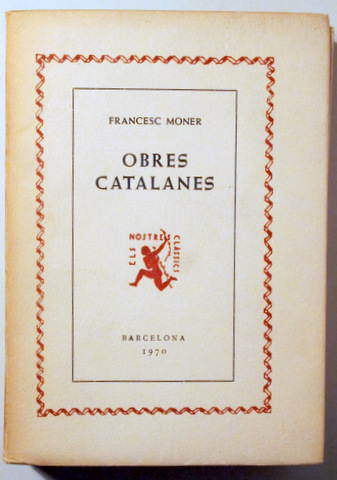 FRANCESC MONER
OBRES
CATALANES
ELS NOSTRES CLÀSSICS
BARCELONA
1970